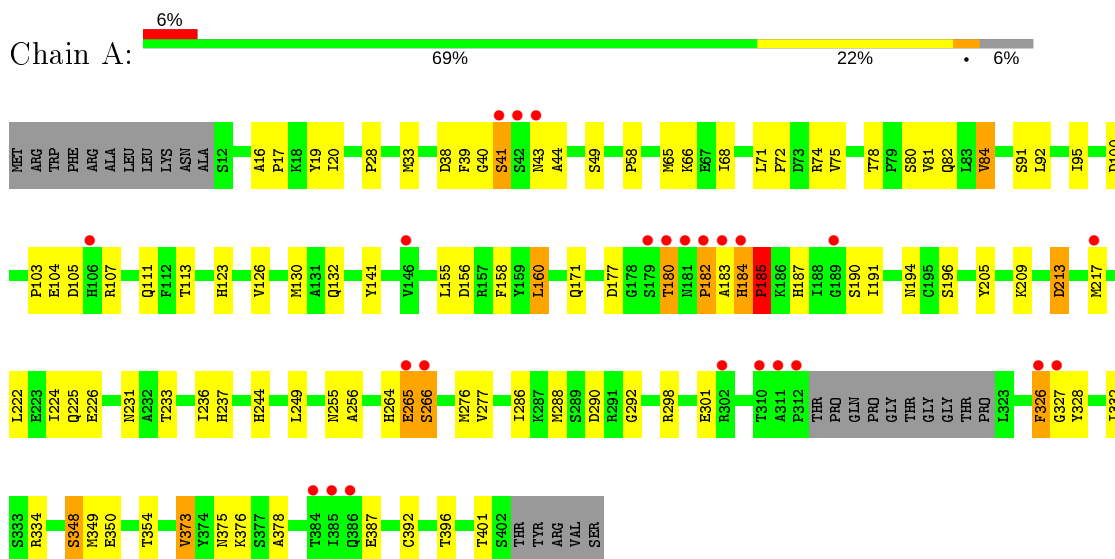 6%
Chain A:
69% 22% • 6%
MET ARG TRP PHE ARG ALA LEU LEU LYS ASN ALA S12 A16 P17 K18 Y19 I20 P28 M33 D38 F39 G40 S41 S42 N43 A44 S49 P58 M65 K66 E67 I68 L71 P72 D73 R74 V75 T78 P79 S80 V81 Q82 L83 V84 S91 L92 I95 D100
P103 E104 D105 H106 R107 Q111 F112 T113 H123 V126 M130 A131 Q132 Y141 V146 L155 D156 R157 F158 Y159 L160 Q171 D177 G178 S179 T180 N181 P182 A183 H184 P185 K186 H187 I188 G189 S190 I191 N194 C195 S196 Y205 K209 D213 M217
L222 E223 I224 Q225 E226 N231 A232 T233 I236 H237 H244 L249 N255 A256 H264 E265 S266 M276 V277 I286 K287 M288 S289 D290 R291 G292 R298 E301 R302 T310 A311 P312 THR PRO GLN PRO GLY THR GLY GLY THR PRO L323 F326 G327 Y328
S333 R334 S348 M349 E350 T354 V373 Y374 N375 K376 S377 A378 T384 I385 Q386 E387 C392 T396 T401 S402 THR TYR ARG VAL SER